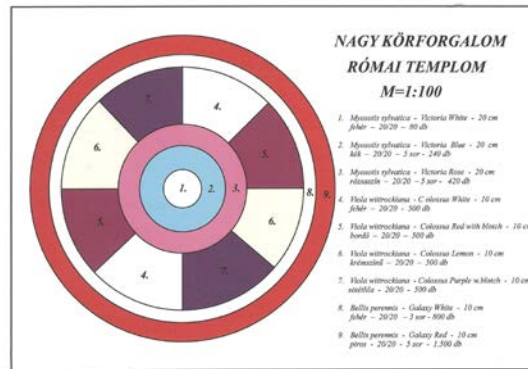 NAGY KÖRFORGALOM
RÓMAI TEMPLOM
M=1:100
1. Myosotis sylvatica - Victoria White - 20 cm
fehér - 20/20 - 80 db
2. Myosotis sylvatica - Victoria Blue - 20 cm
kék - 20/20 - 5 sor - 240 db
3. Myosotis sylvatica - Victoria Rose - 20 cm
rózsaszín - 20/20 - 5 sor - 420 db
4. Viola wittrockiana - Colossus White - 10 cm
fehér - 20/20 - 500 db
5. Viola wittrockiana - Colossus Red with blotch - 10 cm
bordó - 20/20 - 500 db
6. Viola wittrockiana - Colossus Lemon - 10 cm
krémszínű - 20/20 - 500 db
7. Viola wittrockiana - Colossus Purple w.blotch - 10 cm
sötétlila - 20/20 - 500 db
8. Bellis perennis - Galaxy White - 10 cm
fehér - 20/20 - 3 sor - 800 db
9. Bellis perennis - Galaxy Red - 10 cm
piros - 20/20 - 5 sor - 1.500 db
7.
4.
6.
5.
1.
2.
3.
8.
9.
5.
6.
4.
7.